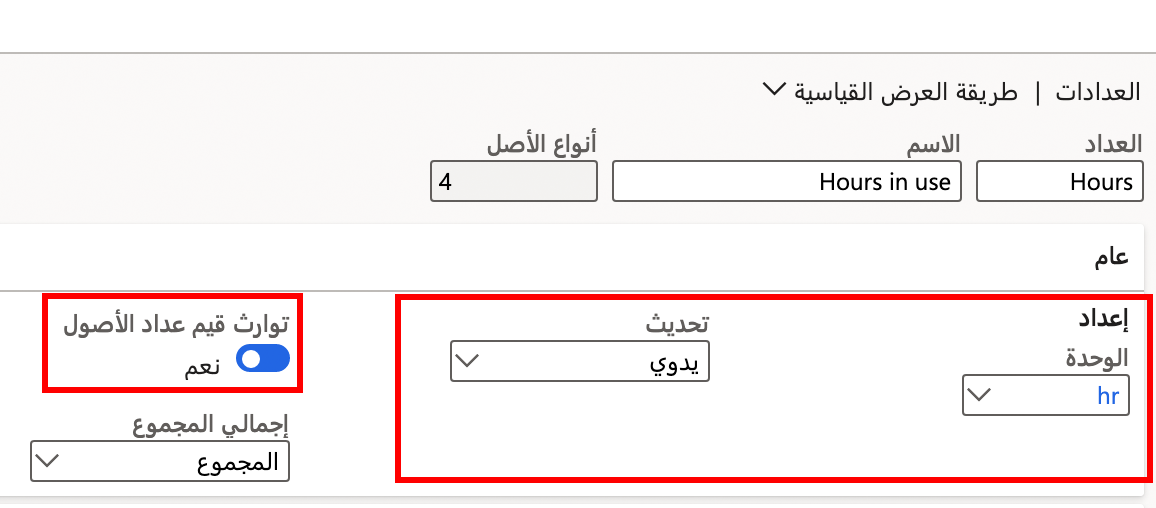 العدادات | طريقة العرض القياسية
العداد
Hours
الاسم
Hours in use
أنواع الأصل
4
عام
إعداد
الوحدة
hr
تحديث
يدوي
توارث قيم عداد الأصول
نعم
إجمالي المجموع
المجموع